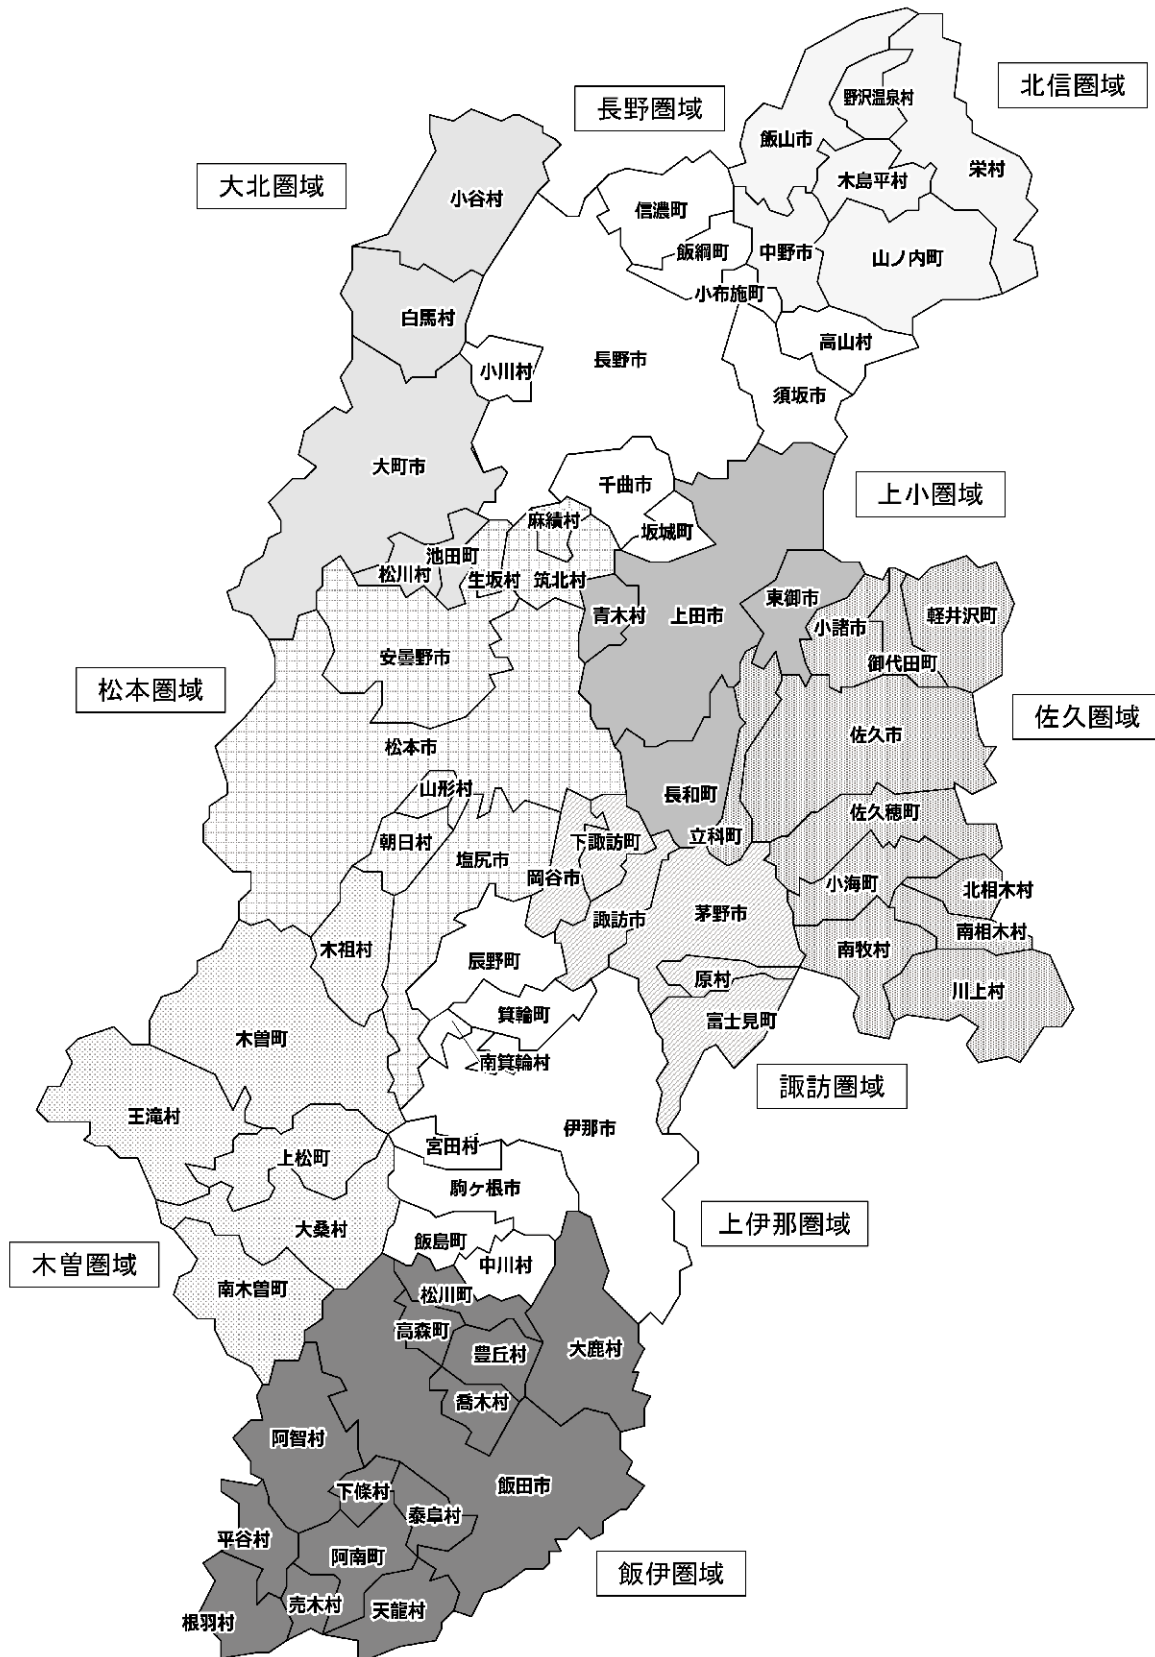 北信圏域
長野圏域
野沢温泉村
飯山市
栄村
木島平村
大北圏域
小谷村
信濃町
飯綱町
中野市
山ノ内町
小布施町
白馬村
高山村
長野市
小川村
須坂市
大町市
千曲市
上小圏域
麻績村
坂城町
池田町
松川村
生坂村
筑北村
青木村
上田市
東御市
小諸市
軽井沢町
御代田町
安曇野市
松本圏域
佐久圏域
松本市
佐久市
山形村
長和町
佐久穂町
朝日村
塩尻市
下諏訪町
立科町
岡谷市
小海町
北相木村
諏訪市
茅野市
南相木村
木祖村
辰野町
南牧村
原村
川上村
箕輪町
富士見町
木曽町
南箕輪村
諏訪圏域
王滝村
伊那市
上松町
宮田村
駒ヶ根市
大桑村
上伊那圏域
飯島町
木曽圏域
中川村
南木曽町
松川町
高森町
豊丘村
大鹿村
喬木村
阿智村
飯田市
下條村
泰阜村
平谷村
阿南町
飯伊圏域
売木村
天龍村
根羽村